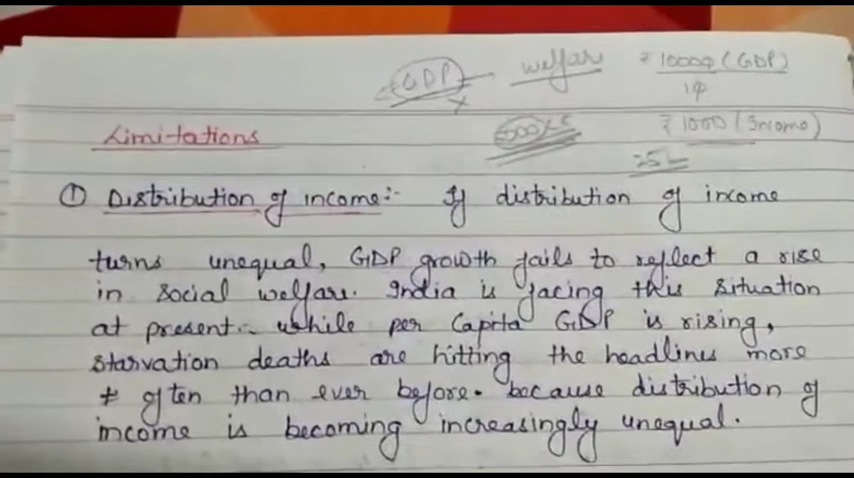 GDP welfare ₹ 10000 (GDP)
10
Limitations 5000 ₹ 1000 (Income)
25L
① Distribution of income:- If distribution of income
turns unequal, GDP growth fails to reflect a rise
in social welfare. India is facing this situation
at present. while per Capita GDP is rising,
starvation deaths are hitting the headlines more
often than ever before. because distribution of
income is becoming increasingly unequal.